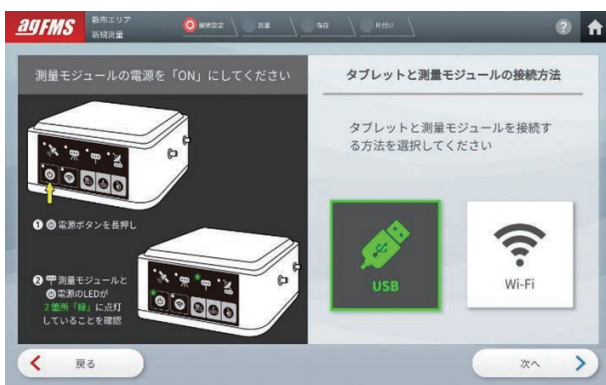 agFMS
散布エリア
新規測量
接続設定
測量
保存
片付け
?
測量モジュールの電源を「ON」にしてください
❶ 電源ボタンを長押し
❷ 測量モジュールと
電源のLEDが
2箇所「緑」に点灯
していることを確認
タブレットと測量モジュールの接続方法
タブレットと測量モジュールを接続す
る方法を選択してください
USB
Wi-Fi
戻る
次へ